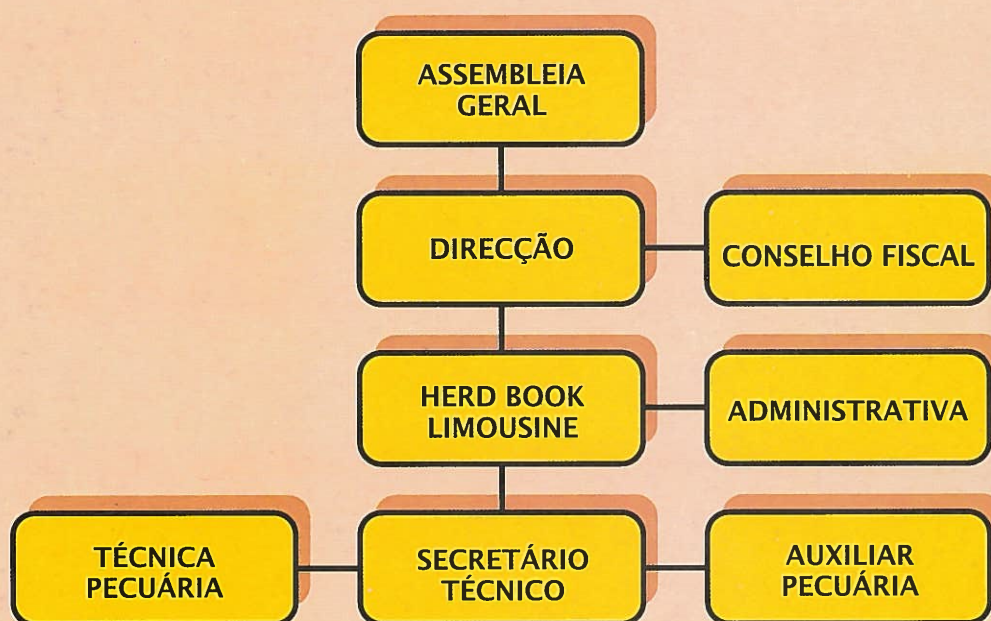 ASSEMBLEIA
GERAL
DIRECÇÃO
CONSELHO FISCAL
HERD BOOK
LIMOUSINE
ADMINISTRATIVA
TÉCNICA
PECUÁRIA
SECRETÁRIO
TÉCNICO
AUXILIAR
PECUÁRIA